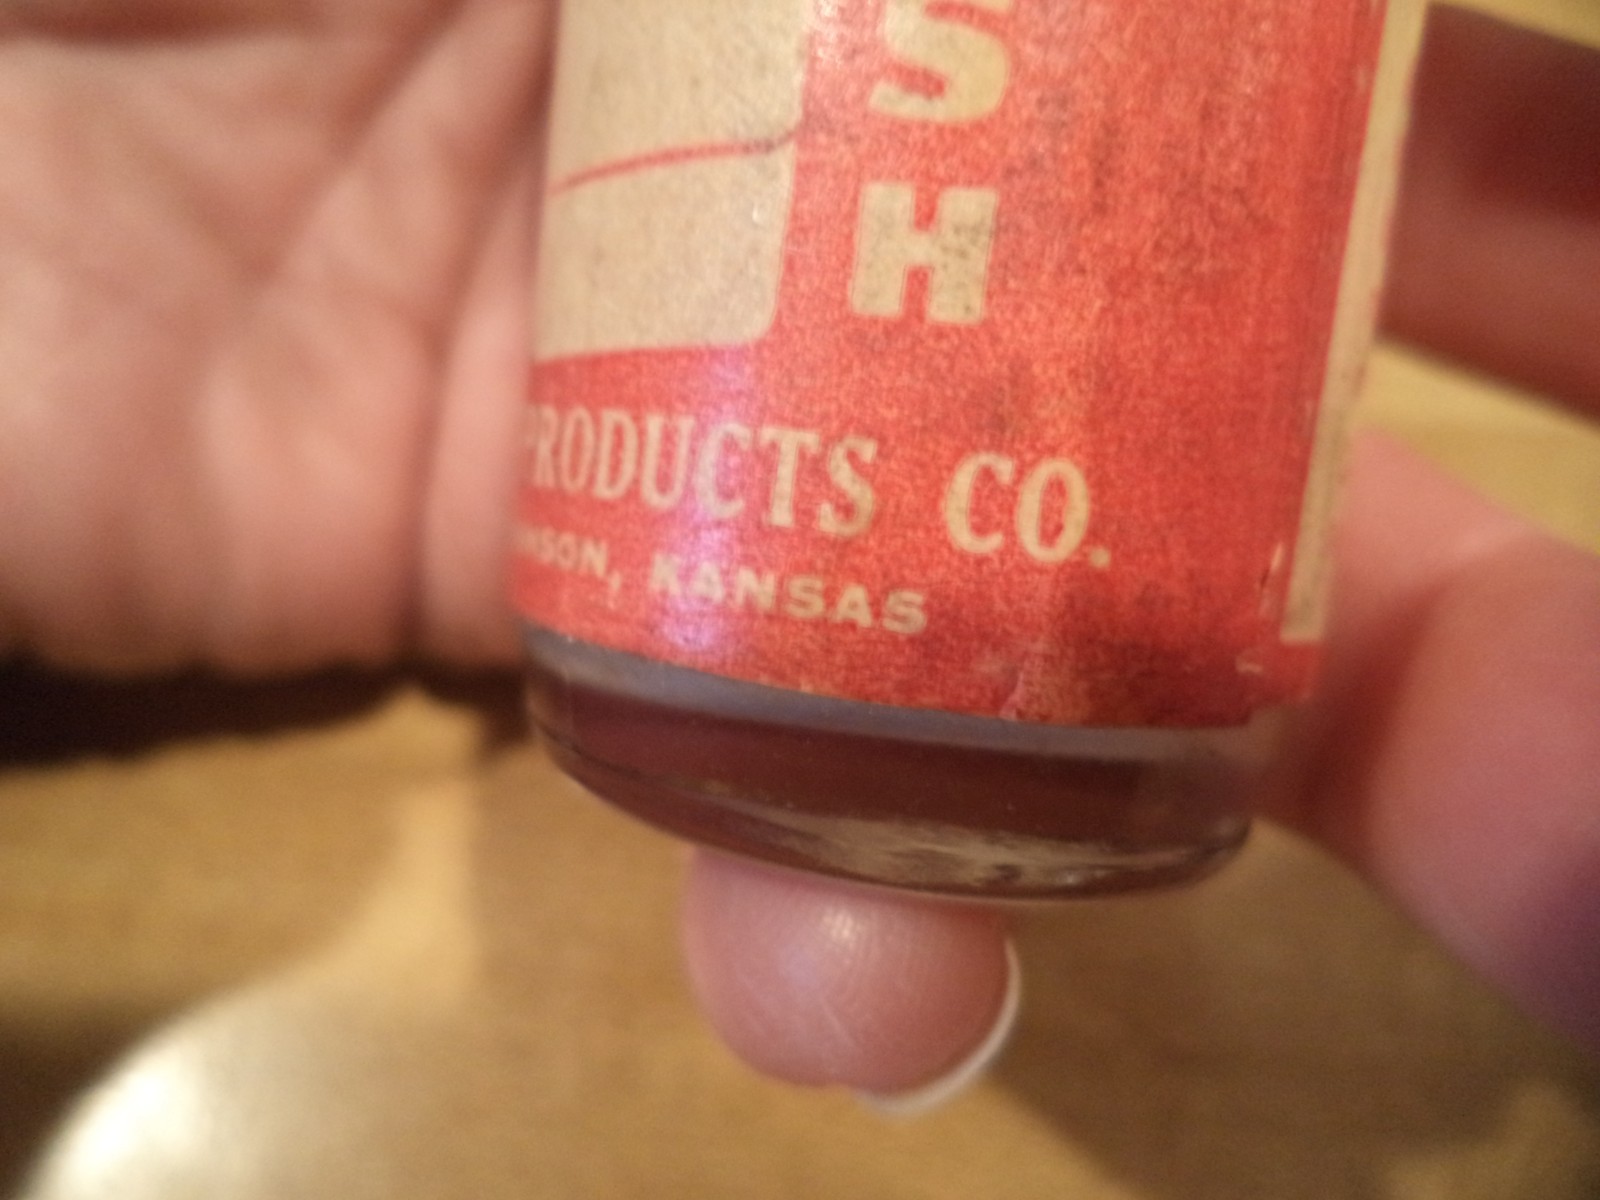 S
H
PRODUCTS CO.
KANSAS